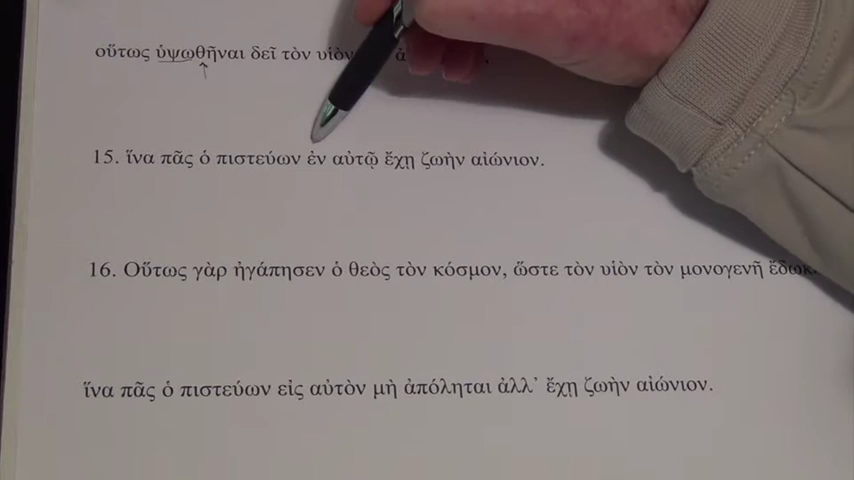 οὕτως ὑψωθῆναι δεῖ τὸν υἱὸν
15. ἵνα πᾶς ὁ πιστεύων ἐν αὐτῷ ἔχῃ ζωὴν αἰώνιον.
16. Οὕτως γὰρ ἠγάπησεν ὁ θεὸς τὸν κόσμον, ὥστε τὸν υἱὸν τὸν μονογενῆ
ἵνα πᾶς ὁ πιστεύων εἰς αὐτὸν μὴ ἀπόληται ἀλλ᾽ ἔχῃ ζωὴν αἰώνιον.